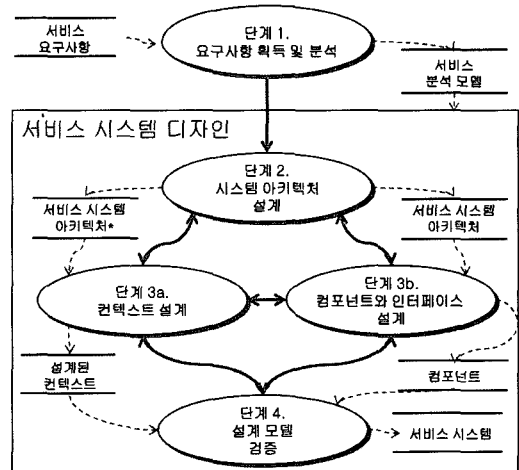 서비스
요구사항
단계 1.
요구사항 획득 및 분석
서비스
분석 모델
서비스 시스템 디자인
단계 2.
시스템 아키텍처
설계
서비스 시스템
아키텍처*
서비스 시스템
아키텍처
단계 3a.
컨텍스트 설계
단계 3b.
컴포넌트와 인터페이스
설계
설계된
컨텍스트
컴포넌트
단계 4.
설계 모델
검증
서비스 시스템